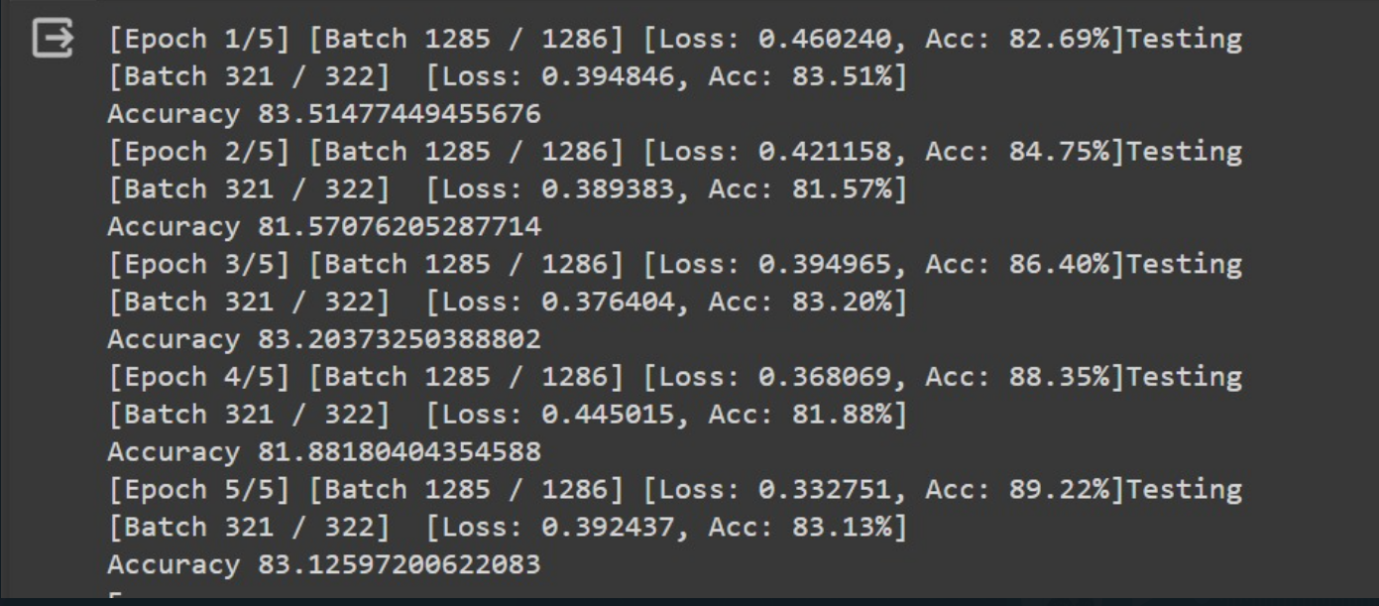 [Epoch 1/5] [Batch 1285 / 1286] [Loss: 0.460240, Acc: 82.69%]Testing
[Batch 321 / 322]  [Loss: 0.394846, Acc: 83.51%]
Accuracy 83.51477449455676
[Epoch 2/5] [Batch 1285 / 1286] [Loss: 0.421158, Acc: 84.75%]Testing
[Batch 321 / 322]  [Loss: 0.389383, Acc: 81.57%]
Accuracy 81.57076205287714
[Epoch 3/5] [Batch 1285 / 1286] [Loss: 0.394965, Acc: 86.40%]Testing
[Batch 321 / 322]  [Loss: 0.376404, Acc: 83.20%]
Accuracy 83.20373250388802
[Epoch 4/5] [Batch 1285 / 1286] [Loss: 0.368069, Acc: 88.35%]Testing
[Batch 321 / 322]  [Loss: 0.445015, Acc: 81.88%]
Accuracy 81.88180404354588
[Epoch 5/5] [Batch 1285 / 1286] [Loss: 0.332751, Acc: 89.22%]Testing
[Batch 321 / 322]  [Loss: 0.392437, Acc: 83.13%]
Accuracy 83.12597200622083